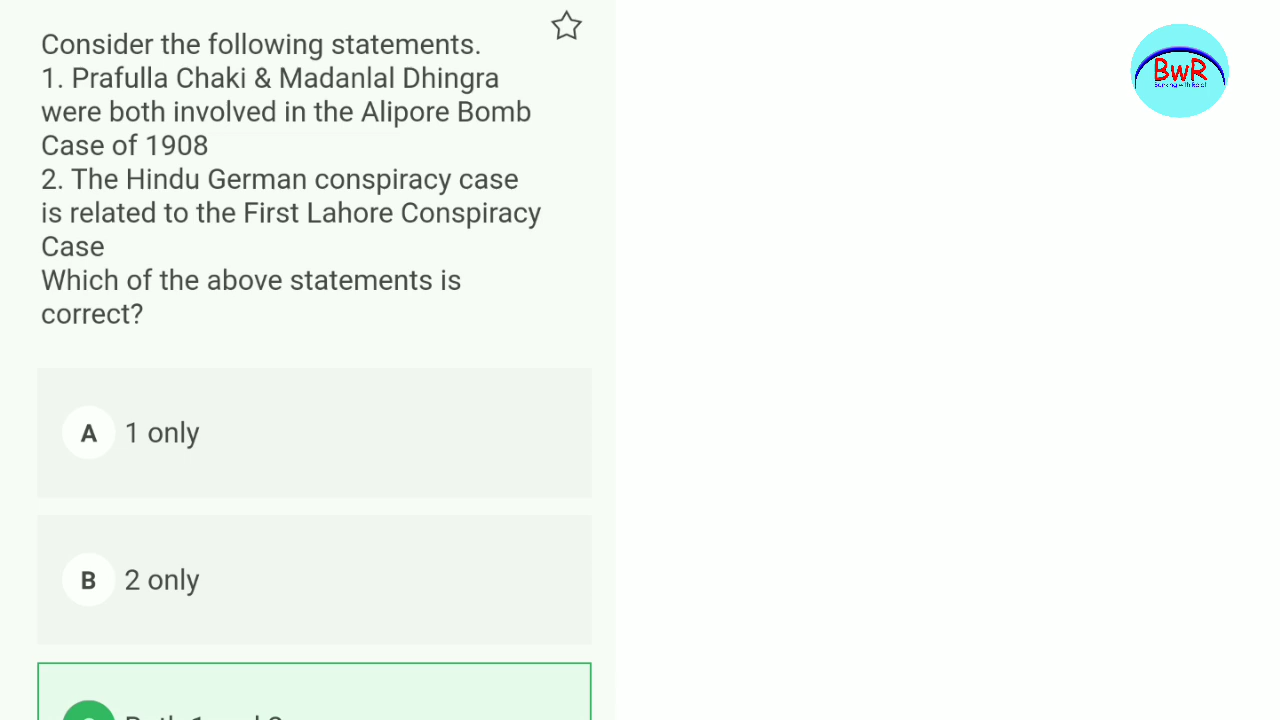 Consider the following statements.
1. Prafulla Chaki & Madanlal Dhingra
were both involved in the Alipore Bomb
Case of 1908
2. The Hindu German conspiracy case
is related to the First Lahore Conspiracy
Case
Which of the above statements is
correct?
A 1 only
B 2 only
BwR